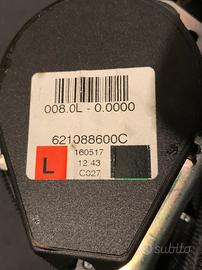 008.0L - 0.0000
621088600C
L
160517
12:43
C027
subito